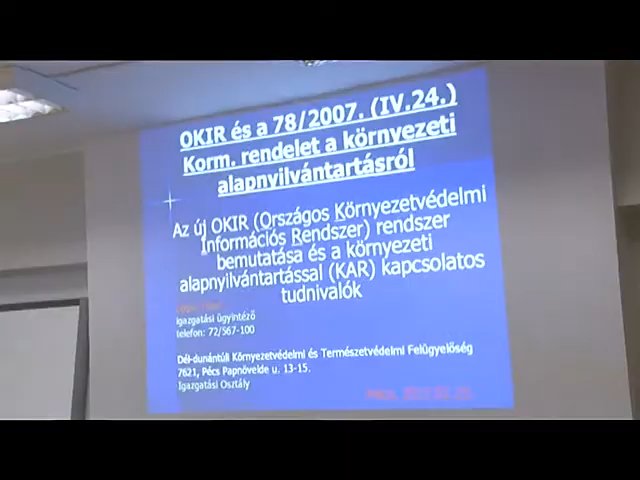 OKIR és a 78/2007. (IV.24.)
Korm. rendelet a környezeti
alapnyilvántartásról
Az új OKIR (Országos Környezetvédelmi
Információs Rendszer) rendszer
bemutatása és a környezeti
alapnyilvántartással (KAR) kapcsolatos
tudnivalók
igazgatási ügyintéző
telefon: 72/567-100
Dél-dunántúli Környezetvédelmi és Természetvédelmi Felügyelőség
7621, Pécs Papnövelde u. 13-15.
Igazgatási Osztály